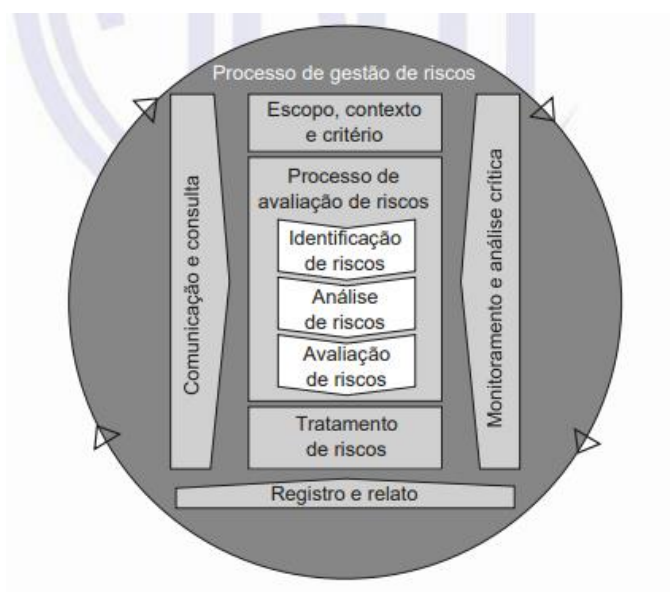 Processo de gestão de riscos
Escopo, contexto
e critério
Comunicação e consulta
Processo de
avaliação de riscos
Identificação
de riscos
Análise
de riscos
Avaliação
de riscos
Monitoramento e análise crítica
Tratamento
de riscos
Registro e relato